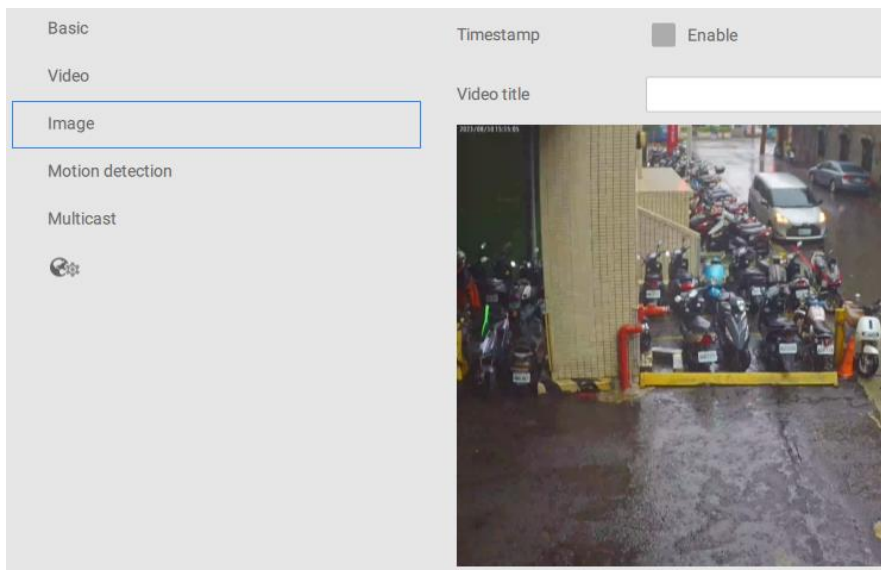 Basic
Video
Image
Motion detection
Multicast
Timestamp
Enable
Video title